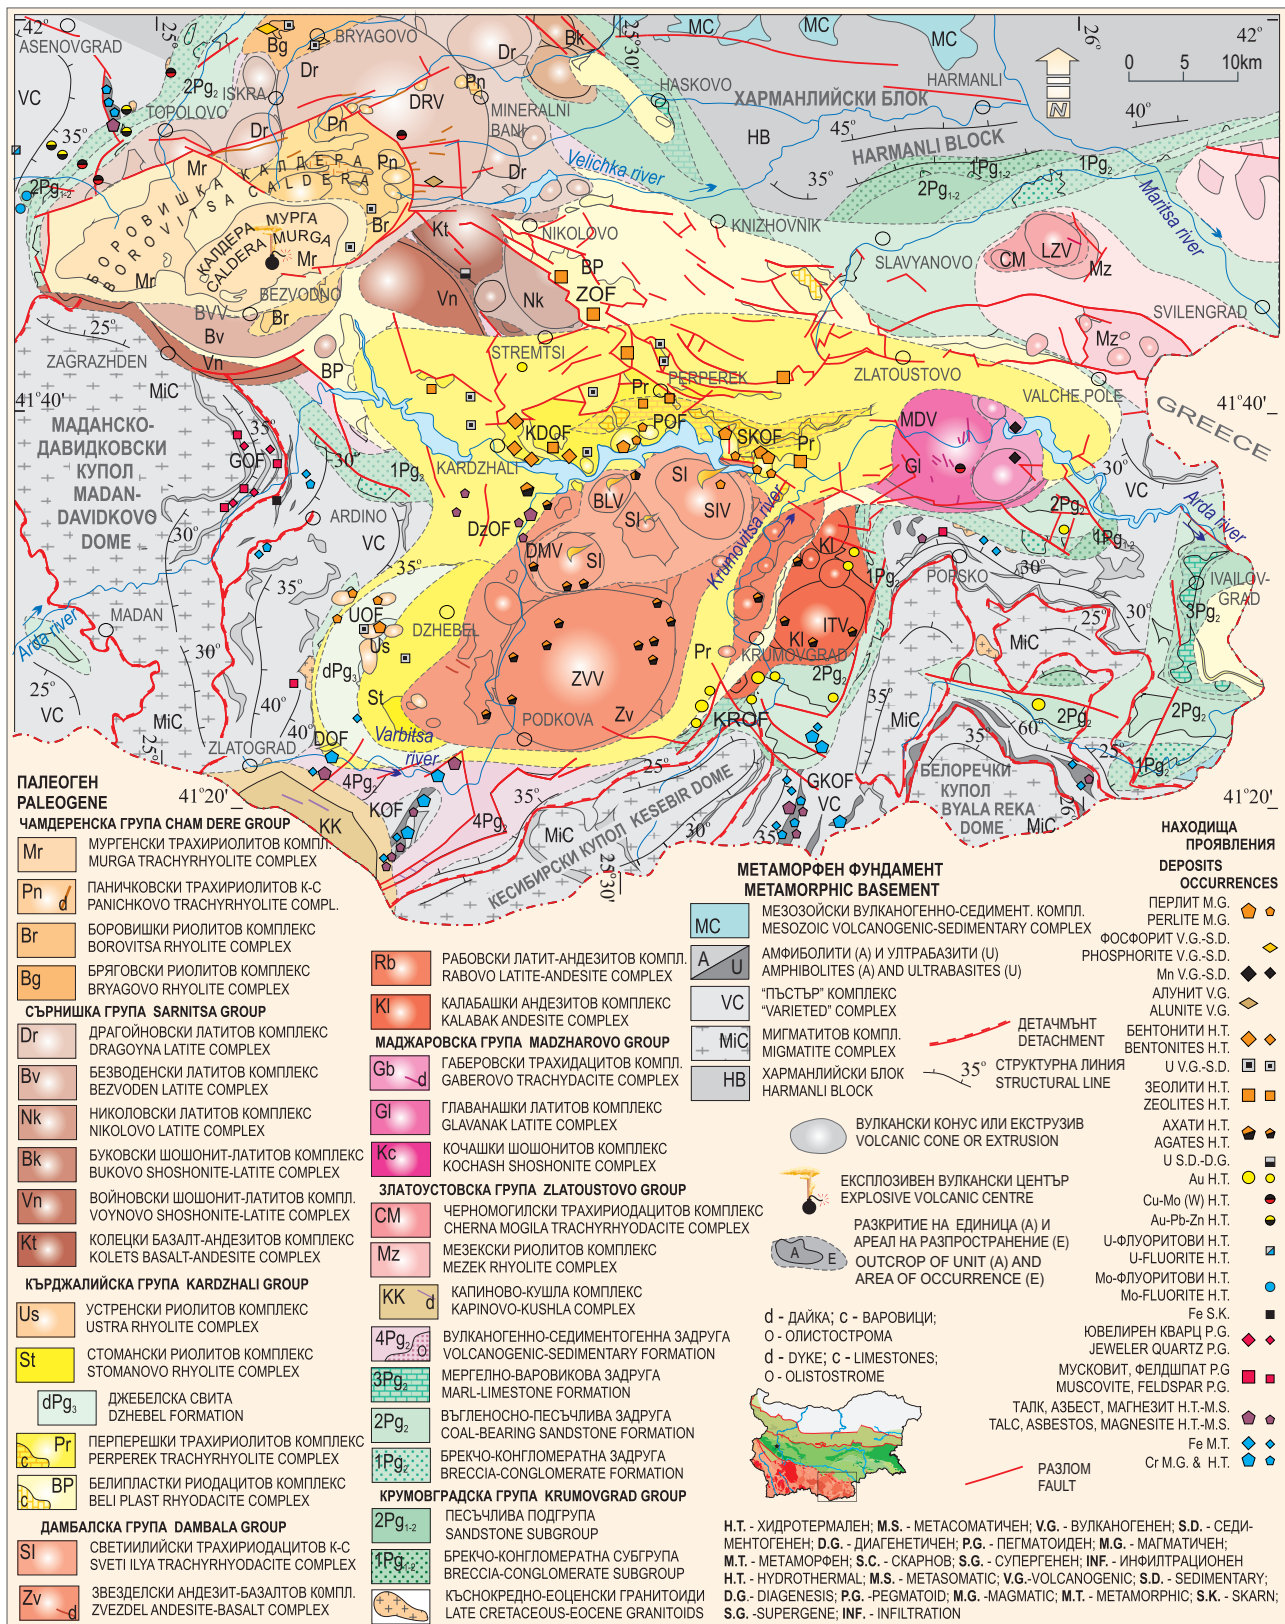 42°
25°
25°30'
26°
42°
ASENOVGRAD
BRYAGOVO
Bg
Bk
Dr
Dr
MC
MC
MC
0 5 10km
N
VC
2Pg₂
ISKRA
TOPOLOVO
DRV
Pn
MINERALNI
BANI
HASKOVO
HARMANLI
ХАРМАНЛИЙСКИ БЛОК
HARMANLI BLOCK
HB
45°
40°
35°
35°
Dr
Pn
Mr
Pn
Dr
Velichka river
Maritsa river
2Pg₁₋₂
1Pg₂
1Pg₂
2Pg₁₋₂
БОРОВИШКА КАЛДЕРА
BOROVITSA CALDERA
МУРГА
MURGA
КАЛДЕРА
CALDERA
Mr
Mr
Br
Kt
NIKOLOVO
KNIZHOVNIK
SLAVYANOVO
CM
LZV
Mz
BP
ZOF
BEZVODNO
BVV
Br
Bv
Vn
Nk
SVILENGRAD
Mz
25°
ZAGRAZHDEN
Vn
MiC
BP
STREMTSI
PERPEREK
Pr
ZLATOUSTOVO
VALCHE POLE
GREECE
41°40'
41°40'
МАДАНСКО-
ДАВИДКОВСКИ
КУПОЛ
MADAN-
DAVIDKOVO
DOME
35°
GOF
30°
1Pg₂
KDOF
POF
SKOF
Pr
KARDZHALI
MDV
Gl
30°
VC
SI
BLV
SIV
SI
ARDINO
VC
DzOF
DMV
SI
Krumovitsa river
KI
2Pg₂
1Pg₁₋₂
Arda river
30°
35°
35°
1Pg₂
POPSKO
30°
IVAILOV-
GRAD
3Pg₂
25°
30°
MADAN
Arda river
UOF
Us
DZHEBEL
dPg₃
KI
ITV
KRUMOVGRAD
Pr
2Pg₂
MiC
30°
ZVV
25°
VC
St
PODKOVA
Zv
KROF
35°
MiC
60°
2Pg₂
2Pg₂
40°
40°
MiC
25°
ZLATOGRAD
DOF
Varbitsa
river
4Pg₂
35°
25°
1Pg₂
35°
GKOF
VC
БЕЛОРЕЧКИ
КУПОЛ
BYALA REKA
DOME
MiC
25°
26°
41°20'
41°20'
KK
KOF
4Pg₂
MiC
30°
35°
КЕСИБИРСКИ КУПОЛ KESEBIR DOME
25°30'
ПАЛЕОГЕН
PALEOGENE
ЧАМДЕРЕНСКА ГРУПА CHAM DERE GROUP
Mr
МУРГЕНСКИ ТРАХИРИОЛИТОВ КОМПЛ.
MURGA TRACHYRHYOLITE COMPLEX
Pn d
ПАНИЧКОВСКИ ТРАХИРИОЛИТОВ К-С
PANICHKOVO TRACHYRHYOLITE COMPL.
Br
БОРОВИШКИ РИОЛИТОВ КОМПЛЕКС
BOROVITSA RHYOLITE COMPLEX
Bg
БРЯГОВСКИ РИОЛИТОВ КОМПЛЕКС
BRYAGOVO RHYOLITE COMPLEX
СЪРНИШКА ГРУПА SARNITSA GROUP
Dr
ДРАГОЙНОВСКИ ЛАТИТОВ КОМПЛЕКС
DRAGOYNA LATITE COMPLEX
Bv
БЕЗВОДЕНСКИ ЛАТИТОВ КОМПЛЕКС
BEZVODEN LATITE COMPLEX
Nk
НИКОЛОВСКИ ЛАТИТОВ КОМПЛЕКС
NIKOLOVO LATITE COMPLEX
Bk
БУКОВСКИ ШОШОНИТ-ЛАТИТОВ КОМПЛЕКС
BUKOVO SHOSHONITE-LATITE COMPLEX
Vn
ВОЙНОВСКИ ШОШОНИТ-ЛАТИТОВ КОМПЛ.
VOYNOVO SHOSHONITE-LATITE COMPLEX
Kt
КОЛЕЦКИ БАЗАЛТ-АНДЕЗИТОВ КОМПЛЕКС
KOLETS BASALT-ANDESITE COMPLEX
КЪРДЖАЛИЙСКА ГРУПА KARDZHALI GROUP
Us
УСТРЕНСКИ РИОЛИТОВ КОМПЛЕКС
USTRA RHYOLITE COMPLEX
St
СТОМАНСКИ РИОЛИТОВ КОМПЛЕКС
STOMANOVO RHYOLITE COMPLEX
dPg₃
ДЖЕБЕЛСКА СВИТА
DZHEBEL FORMATION
Pr c
ПЕРПЕРЕШКИ ТРАХИРИОЛИТОВ КОМПЛЕКС
PERPEREK TRACHYRHYOLITE COMPLEX
BP c
БЕЛИПЛАСТКИ РИОДАЦИТОВ КОМПЛЕКС
BELI PLAST RHYODACITE COMPLEX
ДАМБАЛСКА ГРУПА DAMBALA GROUP
SI
СВЕТИИЛИЙСКИ ТРАХИРИОДАЦИТОВ К-С
SVETI ILYA TRACHYRHYODACITE COMPLEX
Zv d
ЗВЕЗДЕЛСКИ АНДЕЗИТ-БАЗАЛТОВ КОМПЛ.
ZVEZDEL ANDESITE-BASALT COMPLEX
Rb
РАБОВСКИ ЛАТИТ-АНДЕЗИТОВ КОМПЛ.
RABOVO LATITE-ANDESITE COMPLEX
KI
КАЛАБАШКИ АНДЕЗИТОВ КОМПЛЕКС
KALABAK ANDESITE COMPLEX
МАДЖАРОВСКА ГРУПА MADZHAROVO GROUP
Gb d
ГАБЕРОВСКИ ТРАХИДАЦИТОВ КОМПЛ.
GABEROVO TRACHYDACITE COMPLEX
Gl
ГЛАВАНАШКИ ЛАТИТОВ КОМПЛЕКС
GLAVANAK LATITE COMPLEX
Kc
КОЧАШКИ ШОШОНИТОВ КОМПЛЕКС
KOCHASH SHOSHONITE COMPLEX
ЗЛАТОУСТОВСКА ГРУПА ZLATOUSTOVO GROUP
CM
ЧЕРНОМОГИЛСКИ ТРАХИРИОДАЦИТОВ КОМПЛЕКС
CHERNA MOGILA TRACHYRHYODACITE COMPLEX
Mz
МЕЗЕКСКИ РИОЛИТОВ КОМПЛЕКС
MEZEK RHYOLITE COMPLEX
KK d
КАПИНОВО-КУШЛА КОМПЛЕКС
KAPINOVO-KUSHLA COMPLEX
4Pg₂ o
ВУЛКАНОГЕННО-СЕДИМЕНТОГЕННА ЗАДРУГА
VOLCANOGENIC-SEDIMENTARY FORMATION
3Pg₂
МЕРГЕЛНО-ВАРОВИКОВА ЗАДРУГА
MARL-LIMESTONE FORMATION
2Pg₂
ВЪГЛЕНОСНО-ПЕСЪЧЛИВА ЗАДРУГА
COAL-BEARING SANDSTONE FORMATION
1Pg₂
БРЕКЧО-КОНГЛОМЕРАТНА ЗАДРУГА
BRECCIA-CONGLOMERATE FORMATION
КРУМОВГРАДСКА ГРУПА KRUMOVGRAD GROUP
2Pg₁₋₂
ПЕСЪЧЛИВА ПОДГРУПА
SANDSTONE SUBGROUP
1Pg₁₋₂
БРЕКЧО-КОНГЛОМЕРАТНА СУБГРУПА
BRECCIA-CONGLOMERATE SUBGROUP
КЪСНОКРЕДНО-ЕОЦЕНСКИ ГРАНИТОИДИ
LATE CRETACEOUS-EOCENE GRANITOIDS
МЕТАМОРФЕН ФУНДАМЕНТ
METAMORPHIC BASEMENT
MC
МЕЗОЗОЙСКИ ВУЛКАНОГЕННО-СЕДИМЕНТ. КОМПЛ.
MESOZOIC VOLCANOGENIC-SEDIMENTARY COMPLEX
A U
АМФИБОЛИТИ (А) И УЛТРАБАЗИТИ (U)
AMPHIBOLITES (A) AND ULTRABASITES (U)
VC
"ПЪСТЪР" КОМПЛЕКС
"VARIETED" COMPLEX
MiC
МИГМАТИТОВ КОМПЛ.
MIGMATITE COMPLEX
HB
ХАРМАНЛИЙСКИ БЛОК
HARMANLI BLOCK
ДЕТАЧМЪНТ
DETACHMENT
35°
СТРУКТУРНА ЛИНИЯ
STRUCTURAL LINE
ВУЛКАНСКИ КОНУС ИЛИ ЕКСТРУЗИВ
VOLCANIC CONE OR EXTRUSION
ЕКСПЛОЗИВЕН ВУЛКАНСКИ ЦЕНТЪР
EXPLOSIVE VOLCANIC CENTRE
A E
РАЗКРИТИЕ НА ЕДИНИЦА (А) И
АРЕАЛ НА РАЗПРОСТРАНЕНИЕ (Е)
OUTCROP OF UNIT (A) AND
AREA OF OCCURRENCE (E)
d - ДАЙКА; c - ВАРОВИЦИ;
O - ОЛИСТОСТРОМА
d - DYKE; c - LIMESTONES;
O - OLISTOSTROME
РАЗЛОМ
FAULT
НАХОДИЩА
ПРОЯВЛЕНИЯ
DEPOSITS
OCCURRENCES
ПЕРЛИТ M.G.
PERLITE M.G.
ФОСФОРИТ V.G-S.D.
PHOSPHORITE V.G-S.D.
Mn V.G-S.D.
АЛУНИТ V.G.
ALUNITE V.G.
БЕНТОНИТИ H.T.
BENTONITES H.T.
U V.G-S.D.
ЗЕОЛИТИ H.T.
ZEOLITES H.T.
АХАТИ H.T.
AGATES H.T.
U S.D.-D.G.
Au H.T.
Cu-Mo (W) H.T.
Au-Pb-Zn H.T.
U-ФЛУОРИТОВИ H.T.
U-FLUORITE H.T.
Mo-ФЛУОРИТОВИ H.T.
Mo-FLUORITE H.T.
Fe S.K.
ЮВЕЛИРЕН КВАРЦ P.G.
JEWELER QUARTZ P.G.
МУСКОВИТ, ФЕЛДШПАТ P.G
MUSCOVITE, FELDSPAR P.G.
ТАЛК, АЗБЕСТ, МАГНЕЗИТ H.T.-M.S.
TALC, ASBESTOS, MAGNESITE H.T.-M.S.
Fe M.T.
Cr M.G. & H.T.
H.T. - ХИДРОТЕРМАЛЕН; M.S. - МЕТАСОМАТИЧЕН; V.G. - ВУЛКАНОГЕНЕН; S.D. - СЕДИ-
МЕНТОГЕНЕН; D.G. - ДИАГЕНЕТИЧЕН; P.G. - ПЕГМАТОИДЕН; M.G. - МАГМАТИЧЕН;
M.T. - МЕТАМОРФЕН; S.C. - СКАРНОВ; S.G. - СУПЕРГЕНЕН; INF. - ИНФИЛТРАЦИОНЕН
H.T. - HYDROTHERMAL; M.S. - METASOMATIC; V.G.-VOLCANOGENIC; S.D. - SEDIMENTARY;
D.G.- DIAGENESIS; P.G. -PEGMATOID; M.G. -MAGMATIC; M.T. - METAMORPHIC; S.K. - SKARN;
S.G. -SUPERGENE; INF. - INFILTRATION